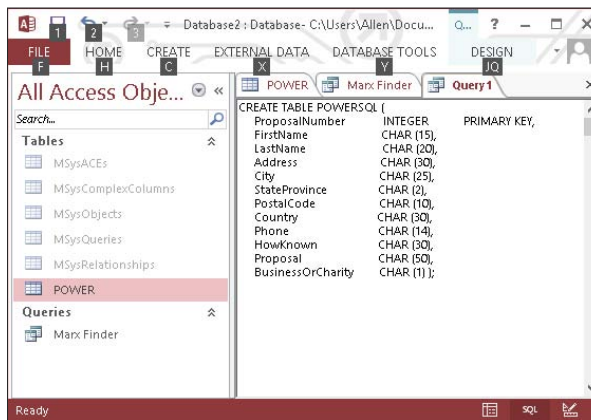 Database2 : Database- C:\Users\Allen\Docu...
Q...
?
1
2
3
FILE
HOME
CREATE
EXTERNAL DATA
DATABASE TOOLS
DESIGN
F
H
C
X
Y
JQ
All Access Obje...
Search...
Tables
MSysACEs
MSysComplexColumns
MSysObjects
MSysQueries
MSysRelationships
POWER
Queries
Marx Finder
POWER
Marx Finder
Query1
CREATE TABLE POWERSQL (
ProposalNumber INTEGER PRIMARY KEY,
FirstName CHAR (15),
LastName CHAR (20),
Address CHAR (30),
City CHAR (25),
StateProvince CHAR (2),
PostalCode CHAR (10),
Country CHAR (30),
Phone CHAR (14),
HowKnown CHAR (30),
Proposal CHAR (50),
BusinessOrCharity CHAR (1) );
Ready
SQL